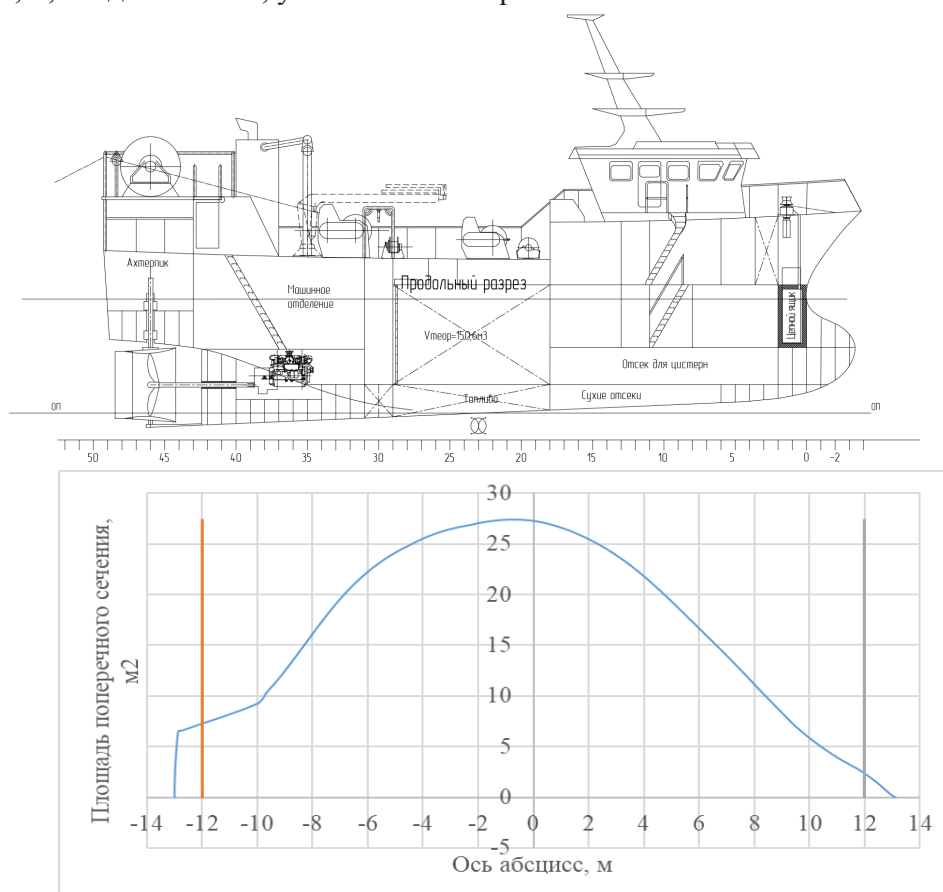 Ахтерпик
Машинное
отделение
Продольный разрез
Vтеор=150,6м3
Цепной ящик
Отсек для цистерн
Топливо
Сухие отсеки
ОП
ОП
50 45 40 35 30 25 20 15 10 5 0 -2
30
25
20
15
10
5
0
-5
-14 -12 -10 -8 -6 -4 -2 0 2 4 6 8 10 12 14
Площадь поперечного сечения,
м2
Ось абсцисс, м